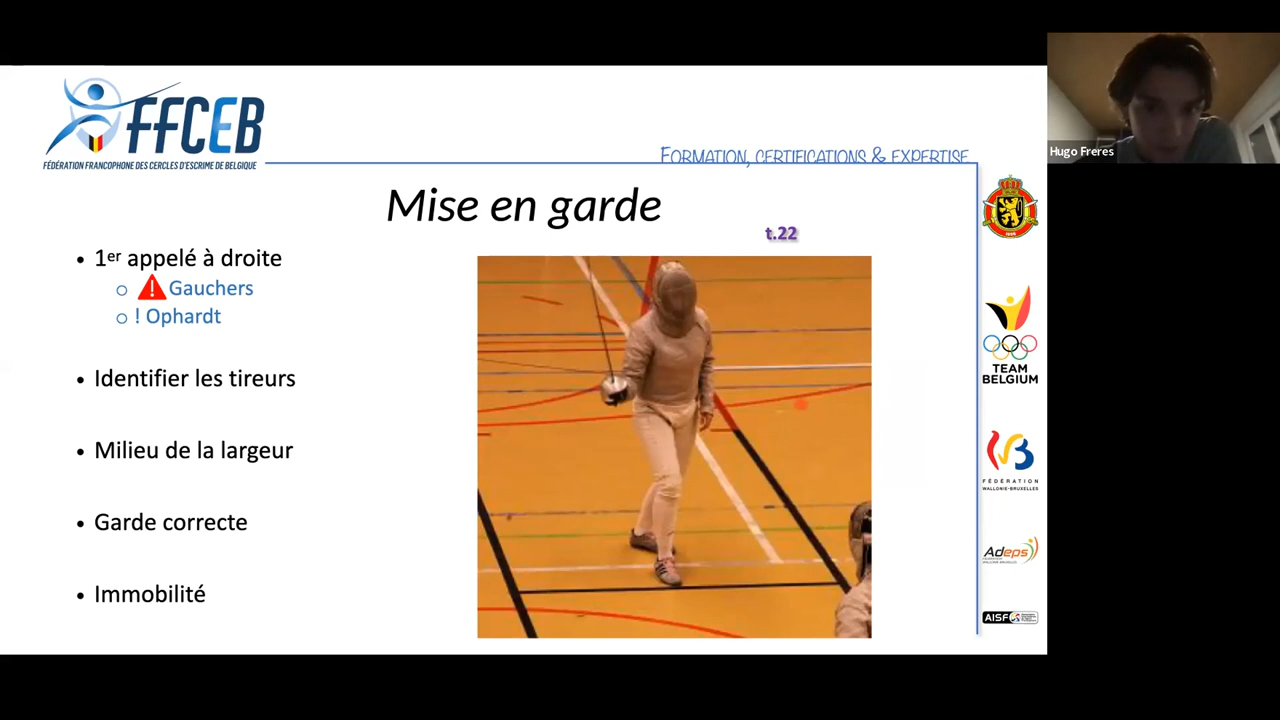 FFCEB
FÉDÉRATION FRANCOPHONE DES CERCLES D'ESCRIME DE BELGIQUE
FORMATION, CERTIFICATIONS & EXPERTISE
Hugo Freres
Mise en garde
t.22
• 1er appelé à droite
o Gauchers
o ! Ophardt
• Identifier les tireurs
• Milieu de la largeur
• Garde correcte
• Immobilité
TEAM
BELGIUM
FÉDÉRATION
WALLONIE-BRUXELLES
Adeps
AISF